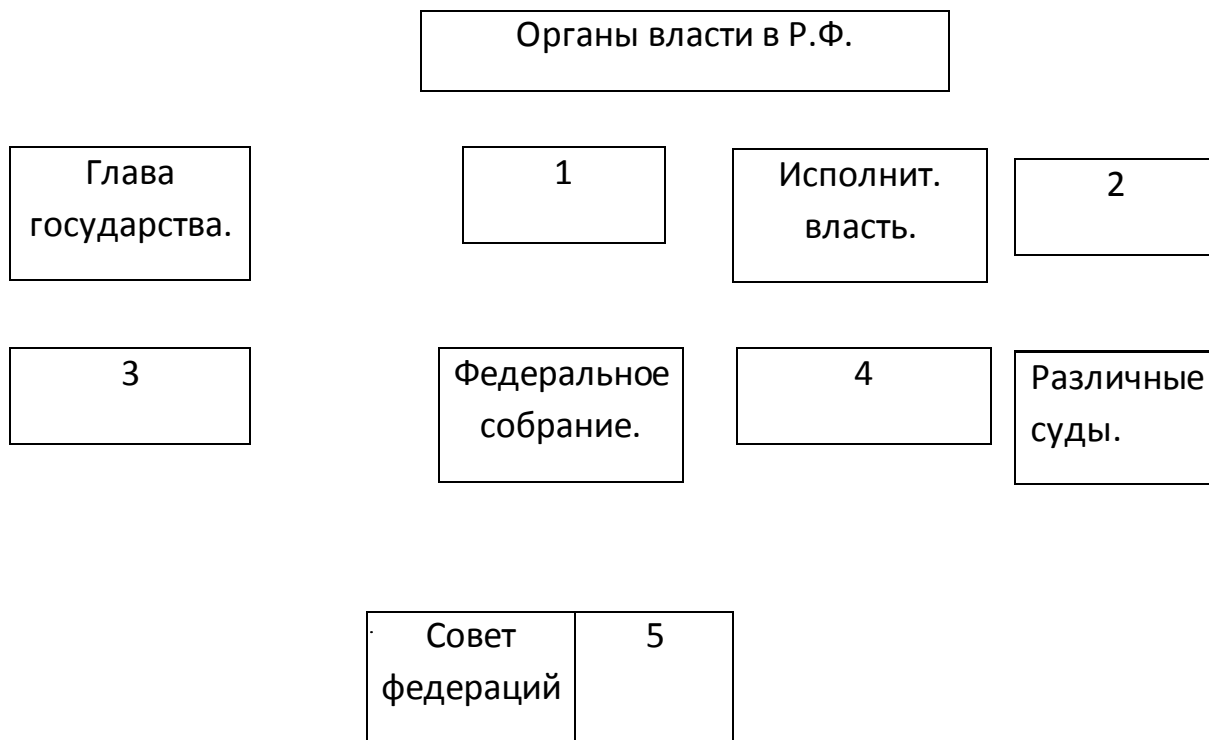 Органы власти в Р.Ф.
Глава
государства.
1
Исполнит.
власть.
2
3
Федеральное
собрание.
4
Различные
суды.
Совет
федераций
5